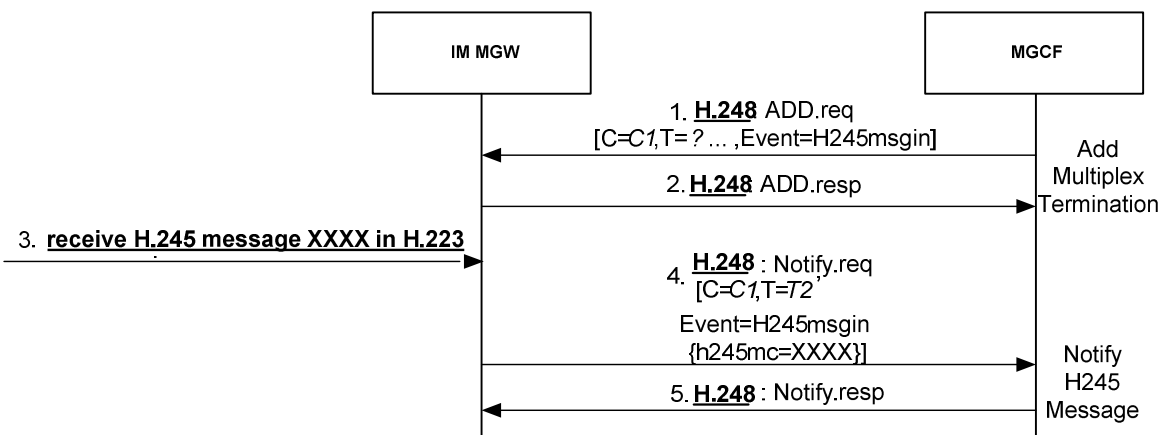 IM MGW
MGCF
1. H.248: ADD.req
[C=C1,T=? ... ,Event=H245msgin]
Add
Multiplex
Termination
2. H.248: ADD.resp
3. receive H.245 message XXXX in H.223
4. H.248 : Notify.req
[C=C1,T=T2,
Event=H245msgin
{h245mc=XXXX}]
Notify
H245
Message
5. H.248 : Notify.resp